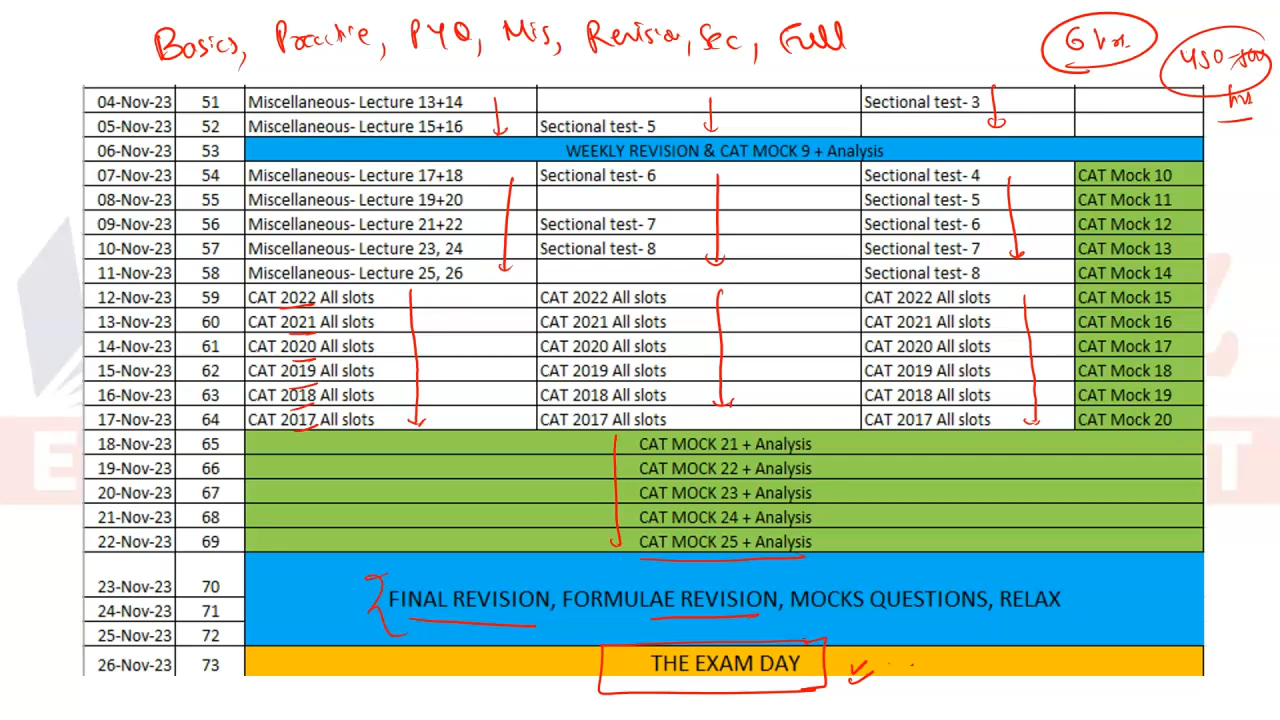 Basics, Practice, PYQ, Mis, Revision, Sec, Full
6 hrs.
450-500
hrs
04-Nov-23 51 Miscellaneous- Lecture 13+14 Sectional test- 3
05-Nov-23 52 Miscellaneous- Lecture 15+16 Sectional test- 5
06-Nov-23 53 WEEKLY REVISION & CAT MOCK 9 + Analysis
07-Nov-23 54 Miscellaneous- Lecture 17+18 Sectional test- 6 Sectional test- 4 CAT Mock 10
08-Nov-23 55 Miscellaneous- Lecture 19+20 Sectional test- 5 CAT Mock 11
09-Nov-23 56 Miscellaneous- Lecture 21+22 Sectional test- 7 Sectional test- 6 CAT Mock 12
10-Nov-23 57 Miscellaneous- Lecture 23, 24 Sectional test- 8 Sectional test- 7 CAT Mock 13
11-Nov-23 58 Miscellaneous- Lecture 25, 26 Sectional test- 8 CAT Mock 14
12-Nov-23 59 CAT 2022 All slots CAT 2022 All slots CAT 2022 All slots CAT Mock 15
13-Nov-23 60 CAT 2021 All slots CAT 2021 All slots CAT 2021 All slots CAT Mock 16
14-Nov-23 61 CAT 2020 All slots CAT 2020 All slots CAT 2020 All slots CAT Mock 17
15-Nov-23 62 CAT 2019 All slots CAT 2019 All slots CAT 2019 All slots CAT Mock 18
16-Nov-23 63 CAT 2018 All slots CAT 2018 All slots CAT 2018 All slots CAT Mock 19
17-Nov-23 64 CAT 2017 All slots CAT 2017 All slots CAT 2017 All slots CAT Mock 20
18-Nov-23 65 CAT MOCK 21 + Analysis
19-Nov-23 66 CAT MOCK 22 + Analysis
20-Nov-23 67 CAT MOCK 23 + Analysis
21-Nov-23 68 CAT MOCK 24 + Analysis
22-Nov-23 69 CAT MOCK 25 + Analysis
23-Nov-23 70
24-Nov-23 71 FINAL REVISION, FORMULAE REVISION, MOCKS QUESTIONS, RELAX
25-Nov-23 72
26-Nov-23 73 THE EXAM DAY